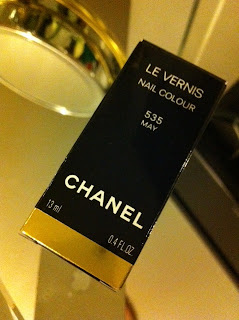 LE VERNIS
NAIL COLOUR
535
MAY
CHANEL
13 ml
0.4 FL.OZ.